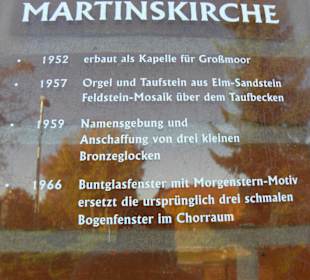 MARTINSKIRCHE
• 1952 erbaut als Kapelle für Großmoor
• 1957 Orgel und Taufstein aus Elm-Sandstein
Feldstein-Mosaik über dem Taufbecken
• 1959 Namensgebung und
Anschaffung von drei kleinen
Bronzeglocken
• 1966 Buntglasfenster mit Morgenstern-Motiv
ersetzt die ursprünglich drei schmalen
Bogenfenster im Chorraum